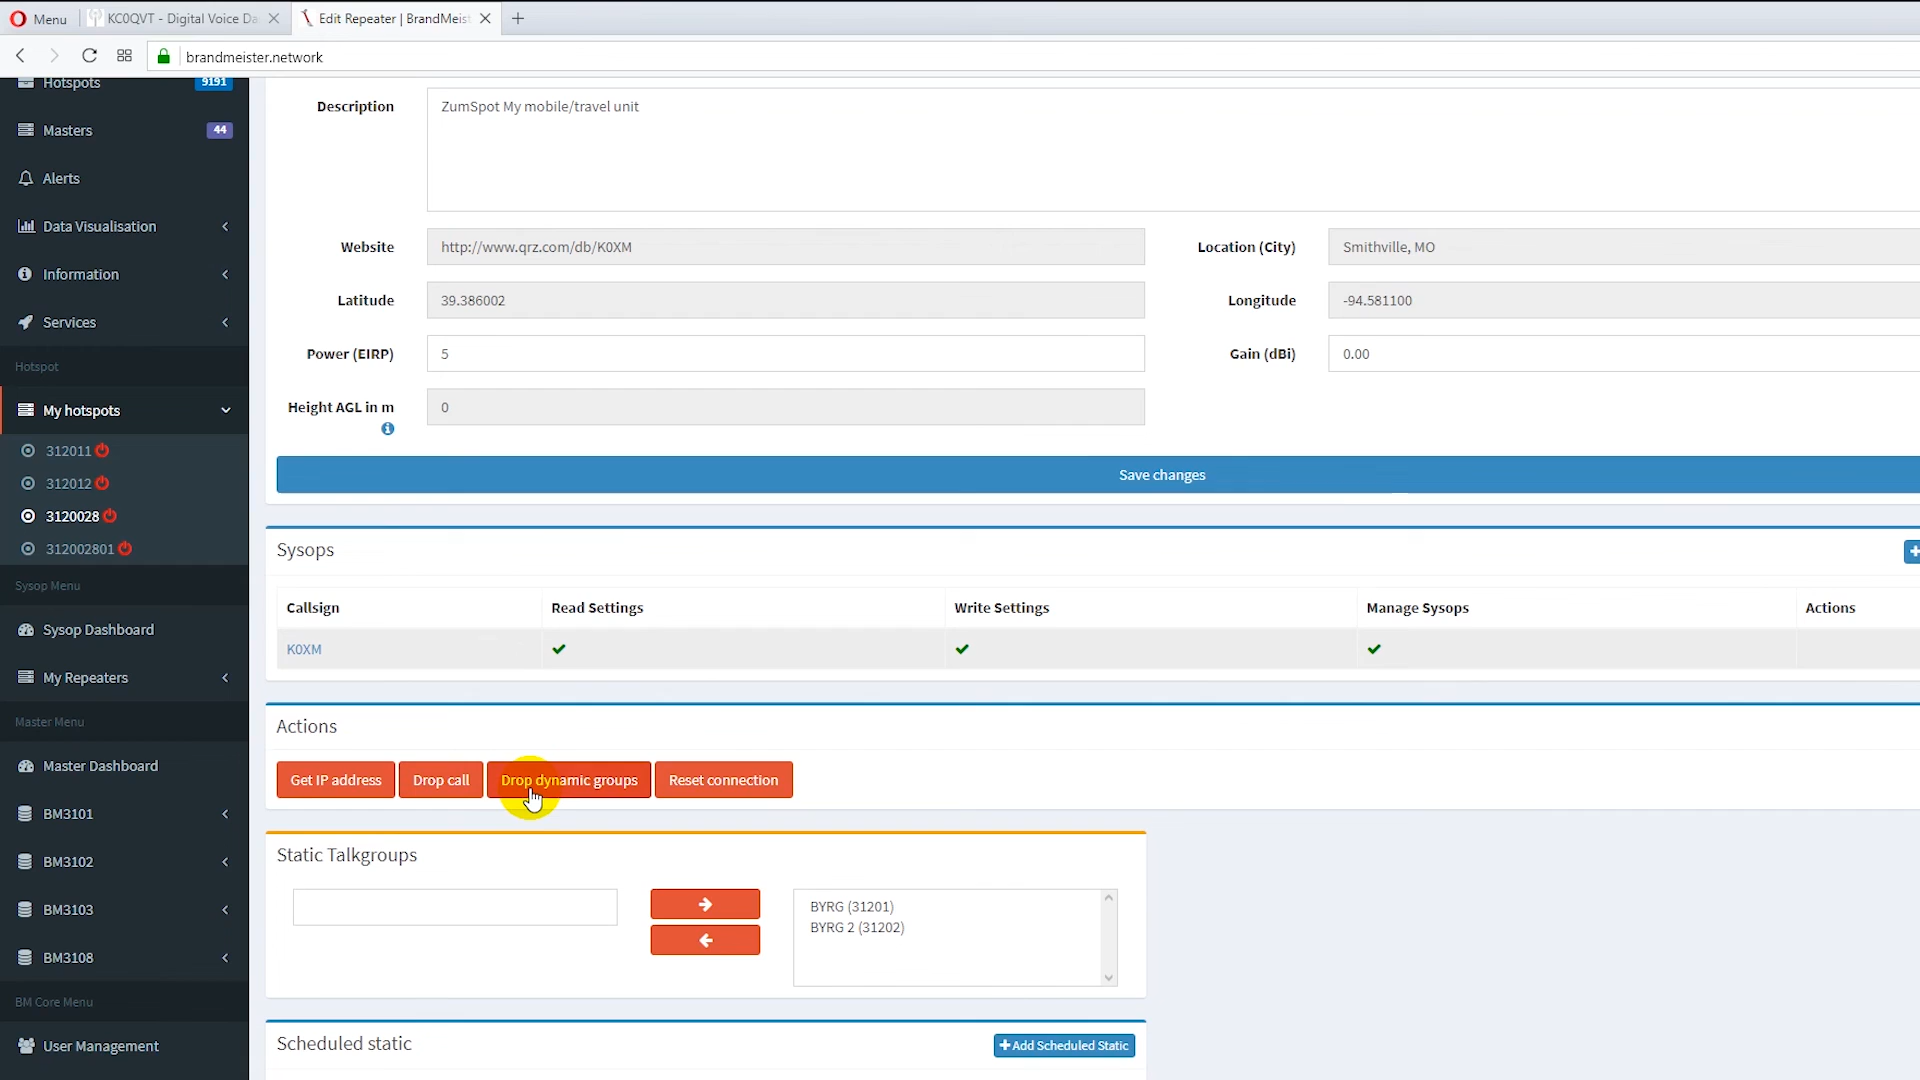 Menu
KC0QVT - Digital Voice Da
Edit Repeater | BrandMeis
brandmeister.network
Hotspots
9191
Masters
44
Alerts
Data Visualisation
Information
Services
Hotspot
My hotspots
312011
312012
3120028
312002801
Sysop Menu
Sysop Dashboard
My Repeaters
Master Menu
Master Dashboard
BM3101
BM3102
BM3103
BM3108
BM Core Menu
User Management
Description
ZumSpot My mobile/travel unit
Website
http://www.qrz.com/db/K0XM
Location (City)
Smithville, MO
Latitude
39.386002
Longitude
-94.581100
Power (EIRP)
5
Gain (dBi)
0.00
Height AGL in m
0
Save changes
Sysops
Callsign
Read Settings
Write Settings
Manage Sysops
Actions
K0XM
Actions
Get IP address
Drop call
Drop dynamic groups
Reset connection
Static Talkgroups
BYRG (31201)
BYRG 2 (31202)
Scheduled static
Add Scheduled Static